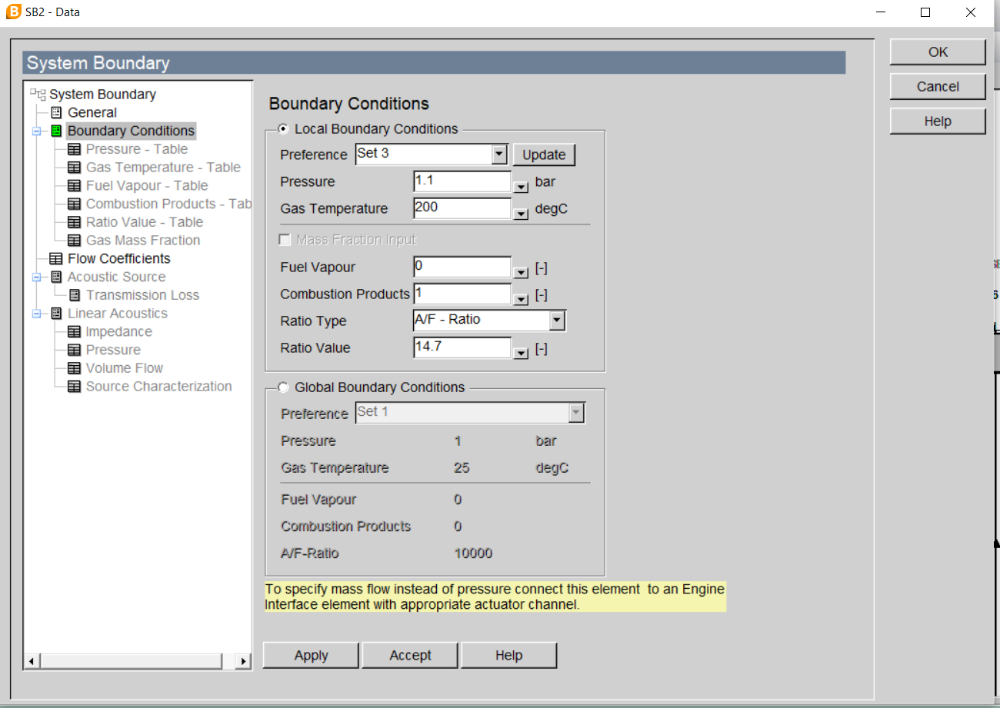 SB2 - Data
OK
Cancel
Help
System Boundary
System Boundary
General
Boundary Conditions
Pressure - Table
Gas Temperature - Table
Fuel Vapour - Table
Combustion Products - Tab
Ratio Value - Table
Gas Mass Fraction
Flow Coefficients
Acoustic Source
Transmission Loss
Linear Acoustics
Impedance
Pressure
Volume Flow
Source Characterization
Boundary Conditions
Local Boundary Conditions
Preference Set 3 Update
Pressure 1.1 bar
Gas Temperature 200 degC
Mass Fraction Input
Fuel Vapour 0 [-]
Combustion Products 1 [-]
Ratio Type A/F - Ratio
Ratio Value 14.7 [-]
Global Boundary Conditions
Preference Set 1
Pressure 1 bar
Gas Temperature 25 degC
Fuel Vapour 0
Combustion Products 0
A/F-Ratio 10000
To specify mass flow instead of pressure connect this element to an Engine
Interface element with appropriate actuator channel.
Apply Accept Help